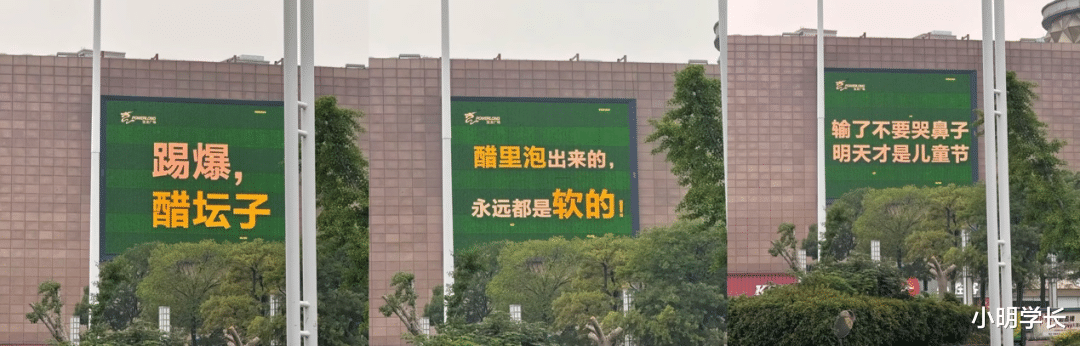 踢爆，
醋坛子
醋里泡出来的，
永远都是软的！
输了不要哭鼻子
明天才是儿童节
小明学长